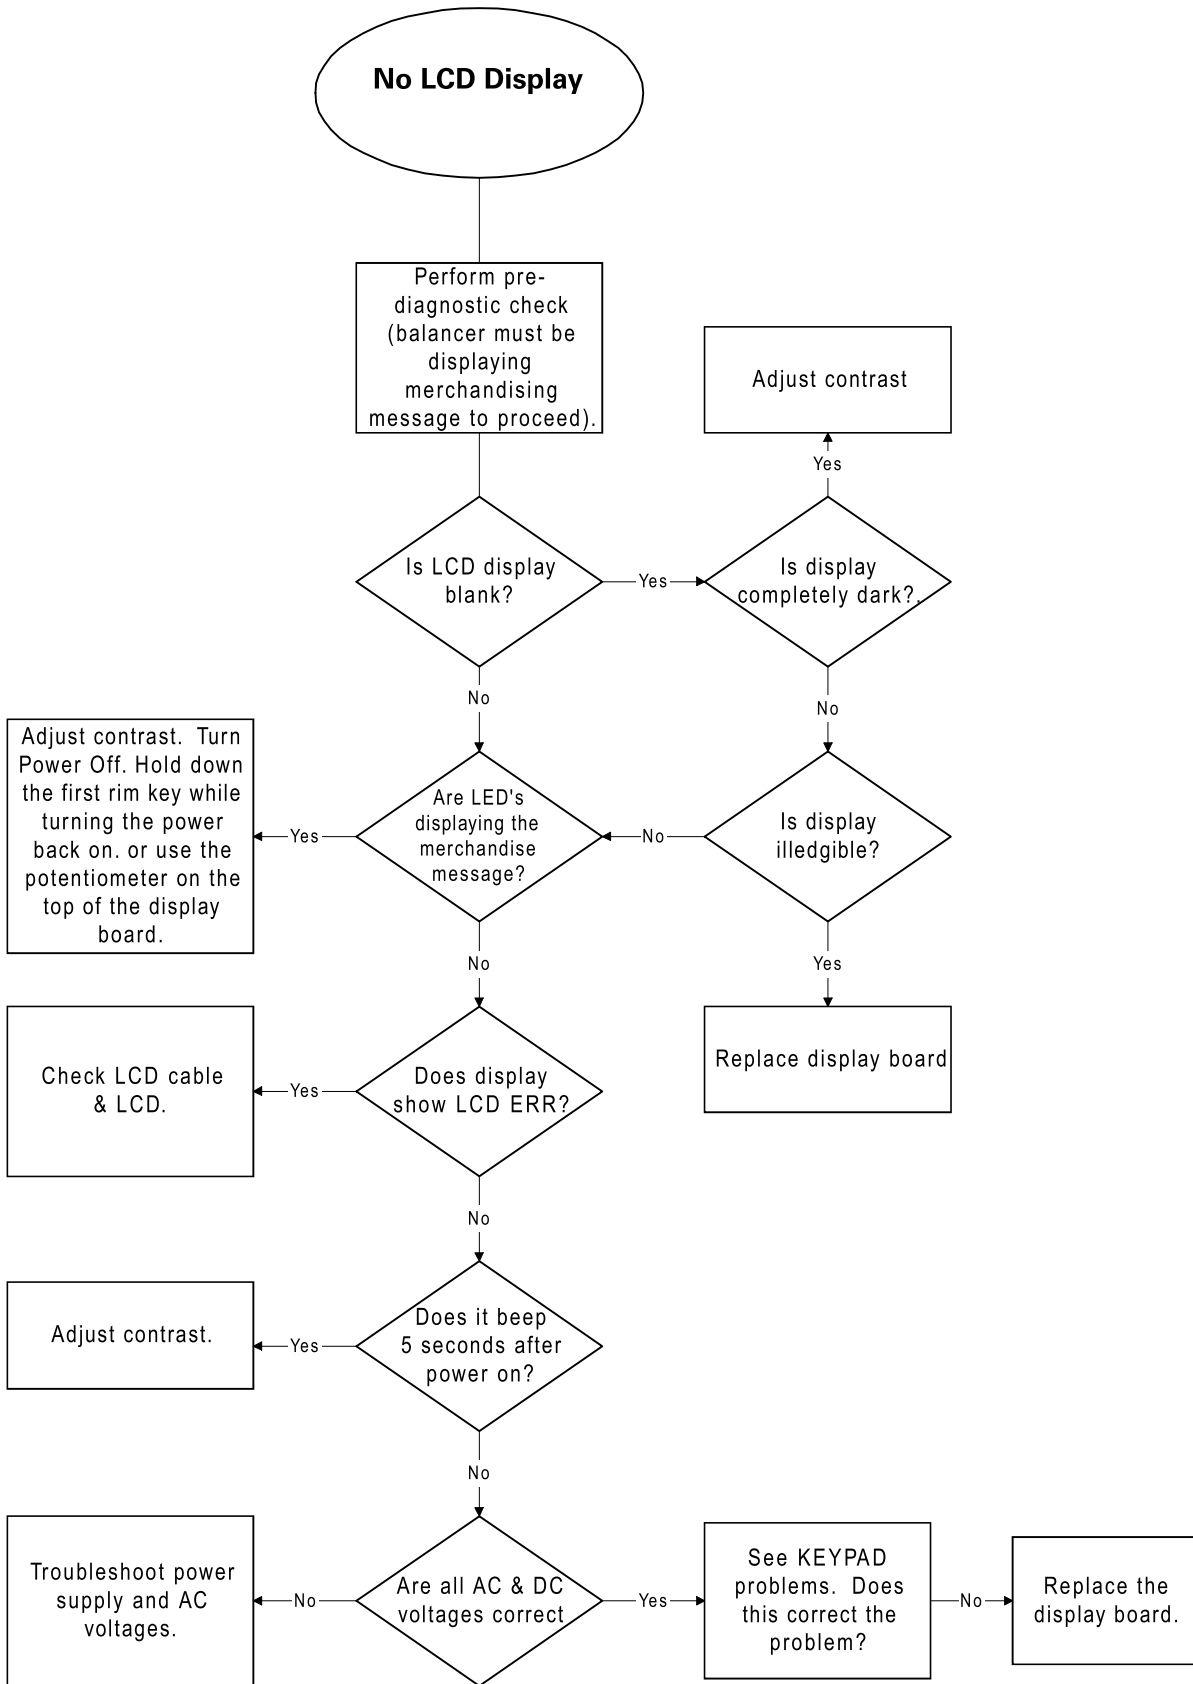 No LCD Display
Perform pre-
diagnostic check
(balancer must be
displaying
merchandising
message to proceed).
Adjust contrast
Yes
Is LCD display
blank?
Yes
Is display
completely dark?.
No
No
Adjust contrast.  Turn
Power Off. Hold down
the first rim key while
turning the power
back on. or use the
potentiometer on the
top of the display
board.
Yes
Are LED's
displaying the
merchandise
message?
No
Is display
illedgible?
No
Yes
Check LCD cable
& LCD.
Yes
Does display
show LCD ERR?
Replace display board
No
Adjust contrast.
Yes
Does it beep
5 seconds after
power on?
No
Troubleshoot power
supply and AC
voltages.
No
Are all AC & DC
voltages correct
Yes
See KEYPAD
problems.  Does
this correct the
problem?
No
Replace the
display board.